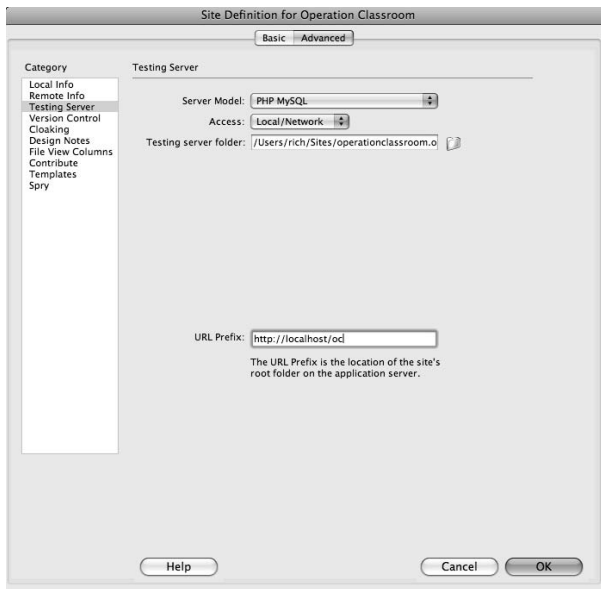 Site Definition for Operation Classroom
Basic Advanced
Category
Local Info
Remote Info
Testing Server
Version Control
Cloaking
Design Notes
File View Columns
Contribute
Templates
Spry
Testing Server
Server Model: PHP MySQL
Access: Local/Network
Testing server folder: /Users/rich/Sites/operationclassroom.o
URL Prefix: http://localhost/oc
The URL Prefix is the location of the site's
root folder on the application server.
Help Cancel OK